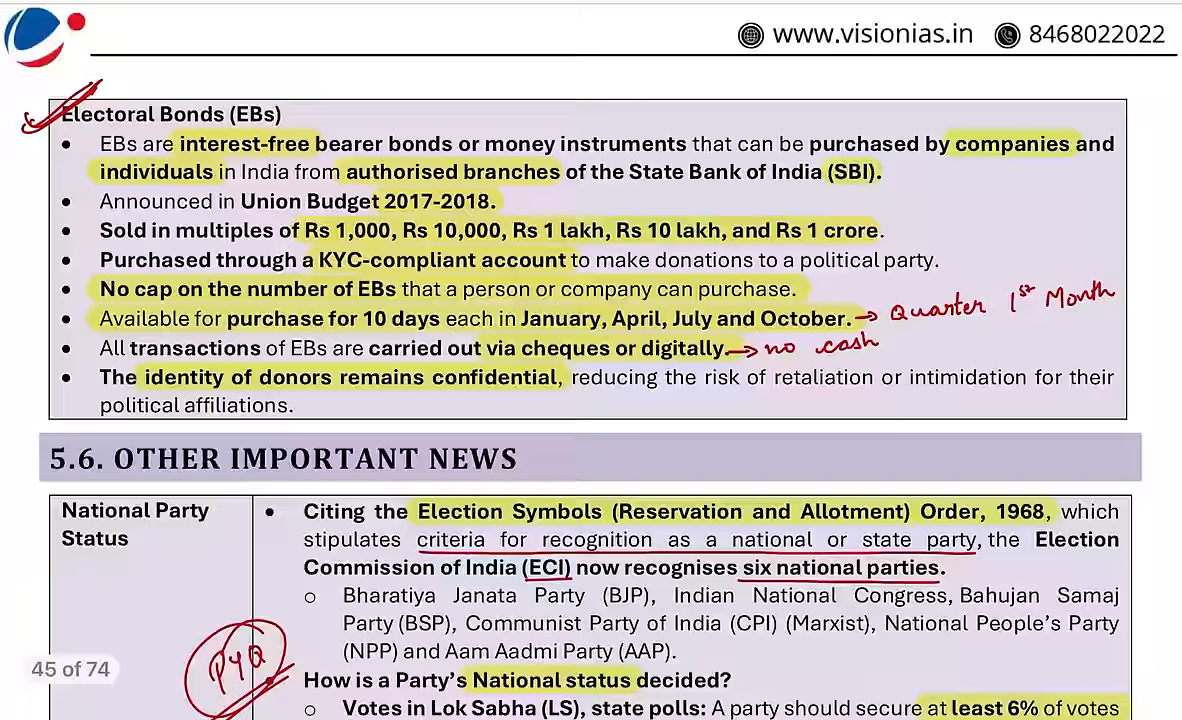 www.visionias.in 8468022022
Electoral Bonds (EBs)
• EBs are interest-free bearer bonds or money instruments that can be purchased by companies and
individuals in India from authorised branches of the State Bank of India (SBI).
• Announced in Union Budget 2017-2018.
• Sold in multiples of Rs 1,000, Rs 10,000, Rs 1 lakh, Rs 10 lakh, and Rs 1 crore.
• Purchased through a KYC-compliant account to make donations to a political party.
• No cap on the number of EBs that a person or company can purchase.
• Available for purchase for 10 days each in January, April, July and October. → Quarter 1st Month
• All transactions of EBs are carried out via cheques or digitally. → no cash
• The identity of donors remains confidential, reducing the risk of retaliation or intimidation for their
political affiliations.
5.6. OTHER IMPORTANT NEWS
National Party
Status
• Citing the Election Symbols (Reservation and Allotment) Order, 1968, which
stipulates criteria for recognition as a national or state party, the Election
Commission of India (ECI) now recognises six national parties.
o Bharatiya Janata Party (BJP), Indian National Congress, Bahujan Samaj
Party (BSP), Communist Party of India (CPI) (Marxist), National People's Party
(NPP) and Aam Aadmi Party (AAP).
PYQ
45 of 74
• How is a Party's National status decided?
o Votes in Lok Sabha (LS), state polls: A party should secure at least 6% of votes